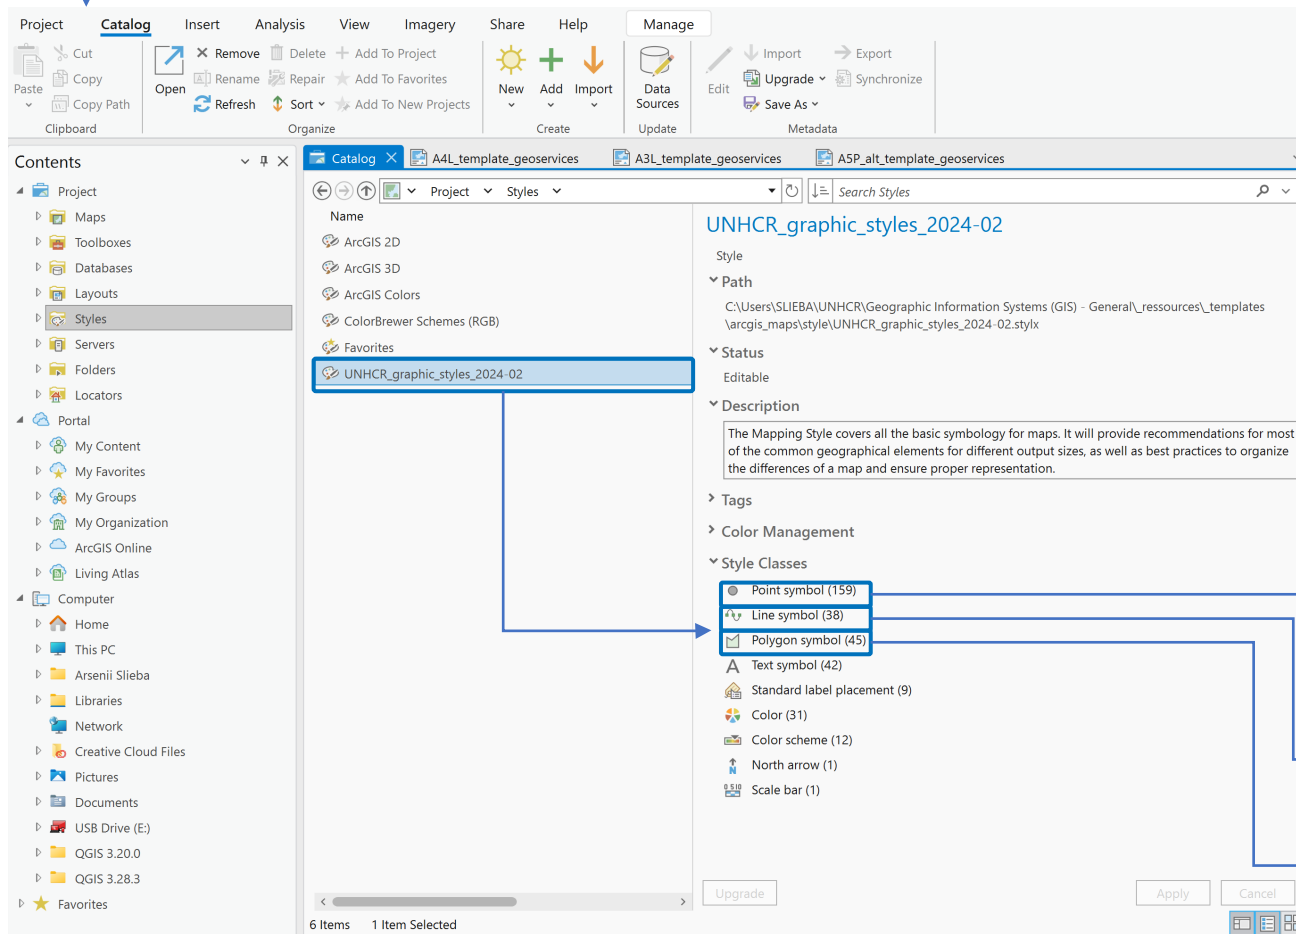 Project Catalog Insert Analysis View Imagery Share Help Manage
Paste
Cut
Copy
Copy Path
Clipboard
Open
Remove Delete Add To Project
Rename Repair Add To Favorites
Refresh Sort Add To New Projects
Organize
New Add Import
Create
Data Sources
Update
Edit
Import Export
Upgrade Synchronize
Save As
Metadata
Contents
Project
Maps
Toolboxes
Databases
Layouts
Styles
Servers
Folders
Locators
Portal
My Content
My Favorites
My Groups
My Organization
ArcGIS Online
Living Atlas
Computer
Home
This PC
Arsenii Slieba
Libraries
Network
Creative Cloud Files
Pictures
Documents
USB Drive (E:)
QGIS 3.20.0
QGIS 3.28.3
Favorites
Catalog A4L_template_geoservices A3L_template_geoservices A5P_alt_template_geoservices
Project Styles
Search Styles
Name
ArcGIS 2D
ArcGIS 3D
ArcGIS Colors
ColorBrewer Schemes (RGB)
Favorites
UNHCR_graphic_styles_2024-02
6 Items 1 Item Selected
UNHCR_graphic_styles_2024-02
Style
Path
C:\Users\SLIEBA\UNHCR\Geographic Information Systems (GIS) - General\_ressources\_templates
\arcgis_maps\style\UNHCR_graphic_styles_2024-02.stylx
Status
Editable
Description
The Mapping Style covers all the basic symbology for maps. It will provide recommendations for most
of the common geographical elements for different output sizes, as well as best practices to organize
the differences of a map and ensure proper representation.
Tags
Color Management
Style Classes
Point symbol (159)
Line symbol (38)
Polygon symbol (45)
Text symbol (42)
Standard label placement (9)
Color (31)
Color scheme (12)
North arrow (1)
Scale bar (1)
Upgrade Apply Cancel